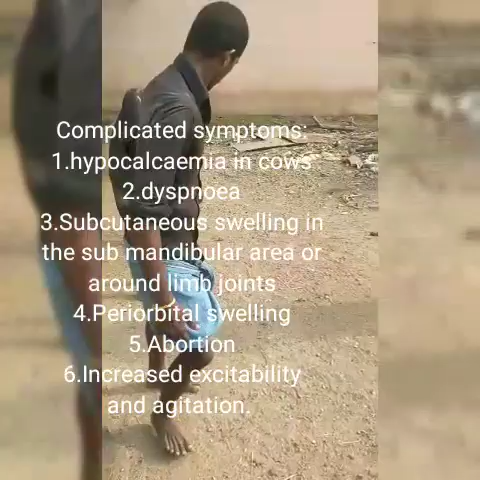 Complicated symptoms:
1.hypocalcaemia in cows
2.dyspnoea
3.Subcutaneous swelling in
the sub mandibular area or
around limb joints
4.Periorbital swelling
5.Abortion
6.Increased excitability
and agitation.